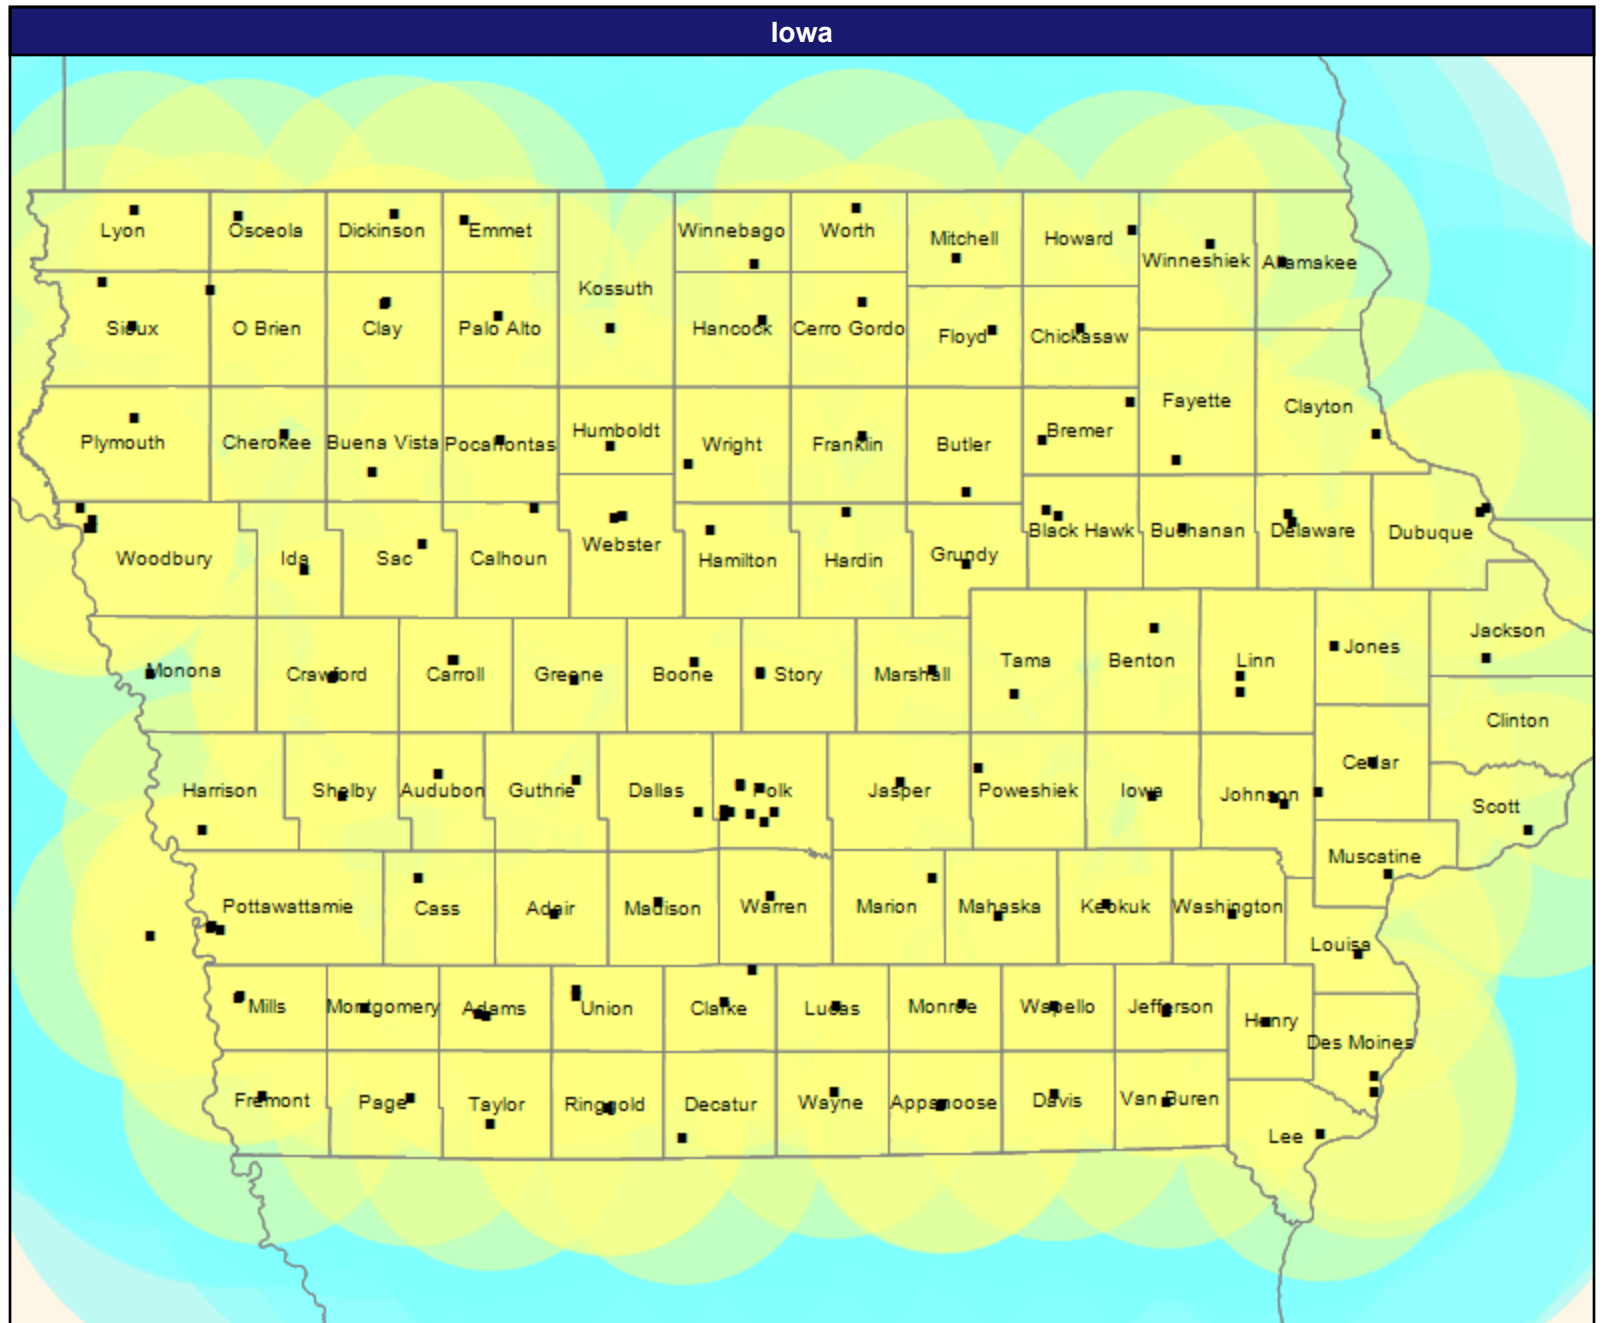 Iowa
Lyon
Osceola
Dickinson
Emmet
Winnebago
Worth
Mitchell
Howard
Winneshiek
Allamakee
Kossuth
Sioux
O Brien
Clay
Palo Alto
Hancock
Cerro Gordo
Floyd
Chickasaw
Fayette
Clayton
Plymouth
Cherokee
Buena Vista
Pocahontas
Humboldt
Wright
Franklin
Butler
Bremer
Woodbury
Ida
Sac
Calhoun
Webster
Hamilton
Hardin
Grundy
Black Hawk
Buchanan
Delaware
Dubuque
Monona
Crawford
Carroll
Greene
Boone
Story
Marshall
Tama
Benton
Linn
Jones
Jackson
Clinton
Harrison
Shelby
Audubon
Guthrie
Dallas
Polk
Jasper
Poweshiek
Iowa
Johnson
Cedar
Scott
Muscatine
Pottawattamie
Cass
Adair
Madison
Warren
Marion
Mahaska
Keokuk
Washington
Louisa
Mills
Montgomery
Adams
Union
Clarke
Lucas
Monroe
Wapello
Jefferson
Henry
Des Moines
Fremont
Page
Taylor
Ringgold
Decatur
Wayne
Appanoose
Davis
Van Buren
Lee